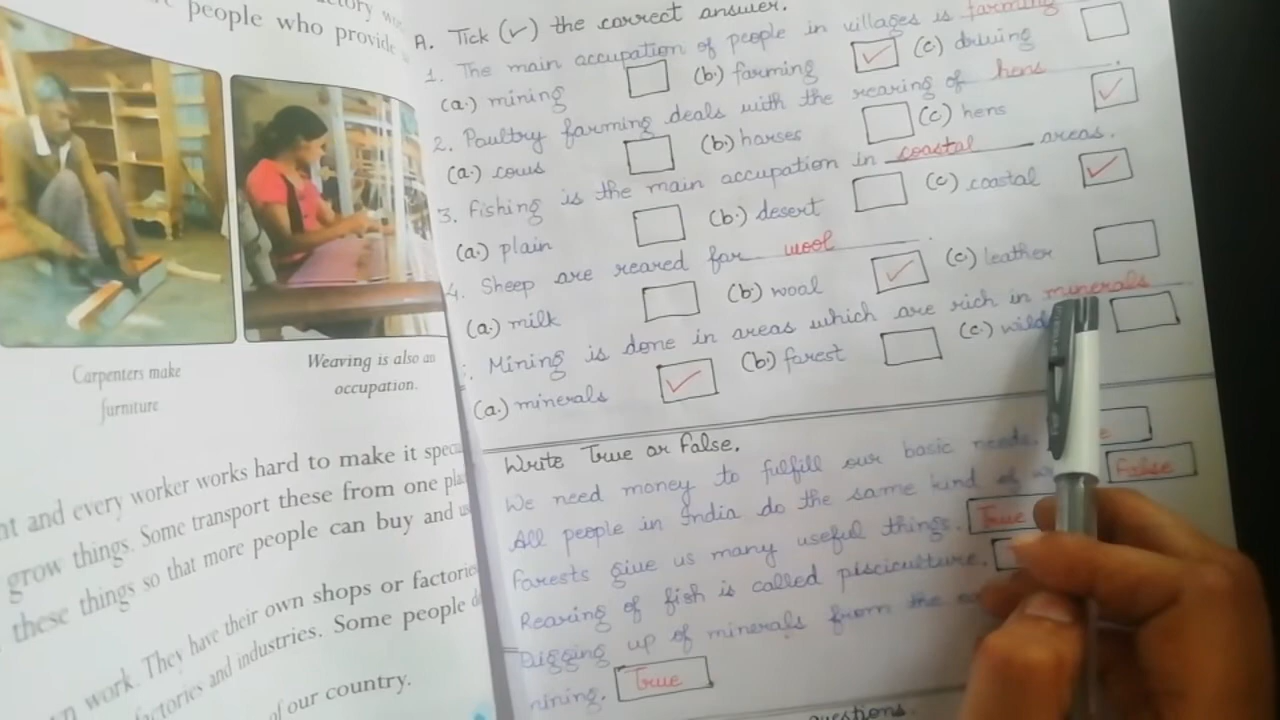 people who provide
Carpenters make
furniture
Weaving is also an
occupation.
and every worker works hard to make it
grow things. Some transport these from one
these things so that more people can buy and
work. They have their own shops or
and industries. Some people
of our country.
A. Tick (✓) the correct answer.
1. The main occupation of people in villages is farming
(a.) mining (b.) farming ✓ (c) driving
2. Poultry farming deals with the rearing of hens.
(a.) cows (b.) horses (c) hens ✓
3. Fishing is the main occupation in coastal areas.
(a.) plain (b.) desert (c) coastal ✓
4. Sheep are reared for wool.
(a.) milk (b.) wool ✓ (c) leather
Mining is done in areas which are rich in minerals
(a.) minerals ✓ (b.) forest (c.)
Write True or False.
We need money to fulfill our basic needs.
All people in India do the same kind of False
Forests give us many useful things. True
Rearing of fish is called pisciculture.
Digging up of minerals from the
mining. True
questions.